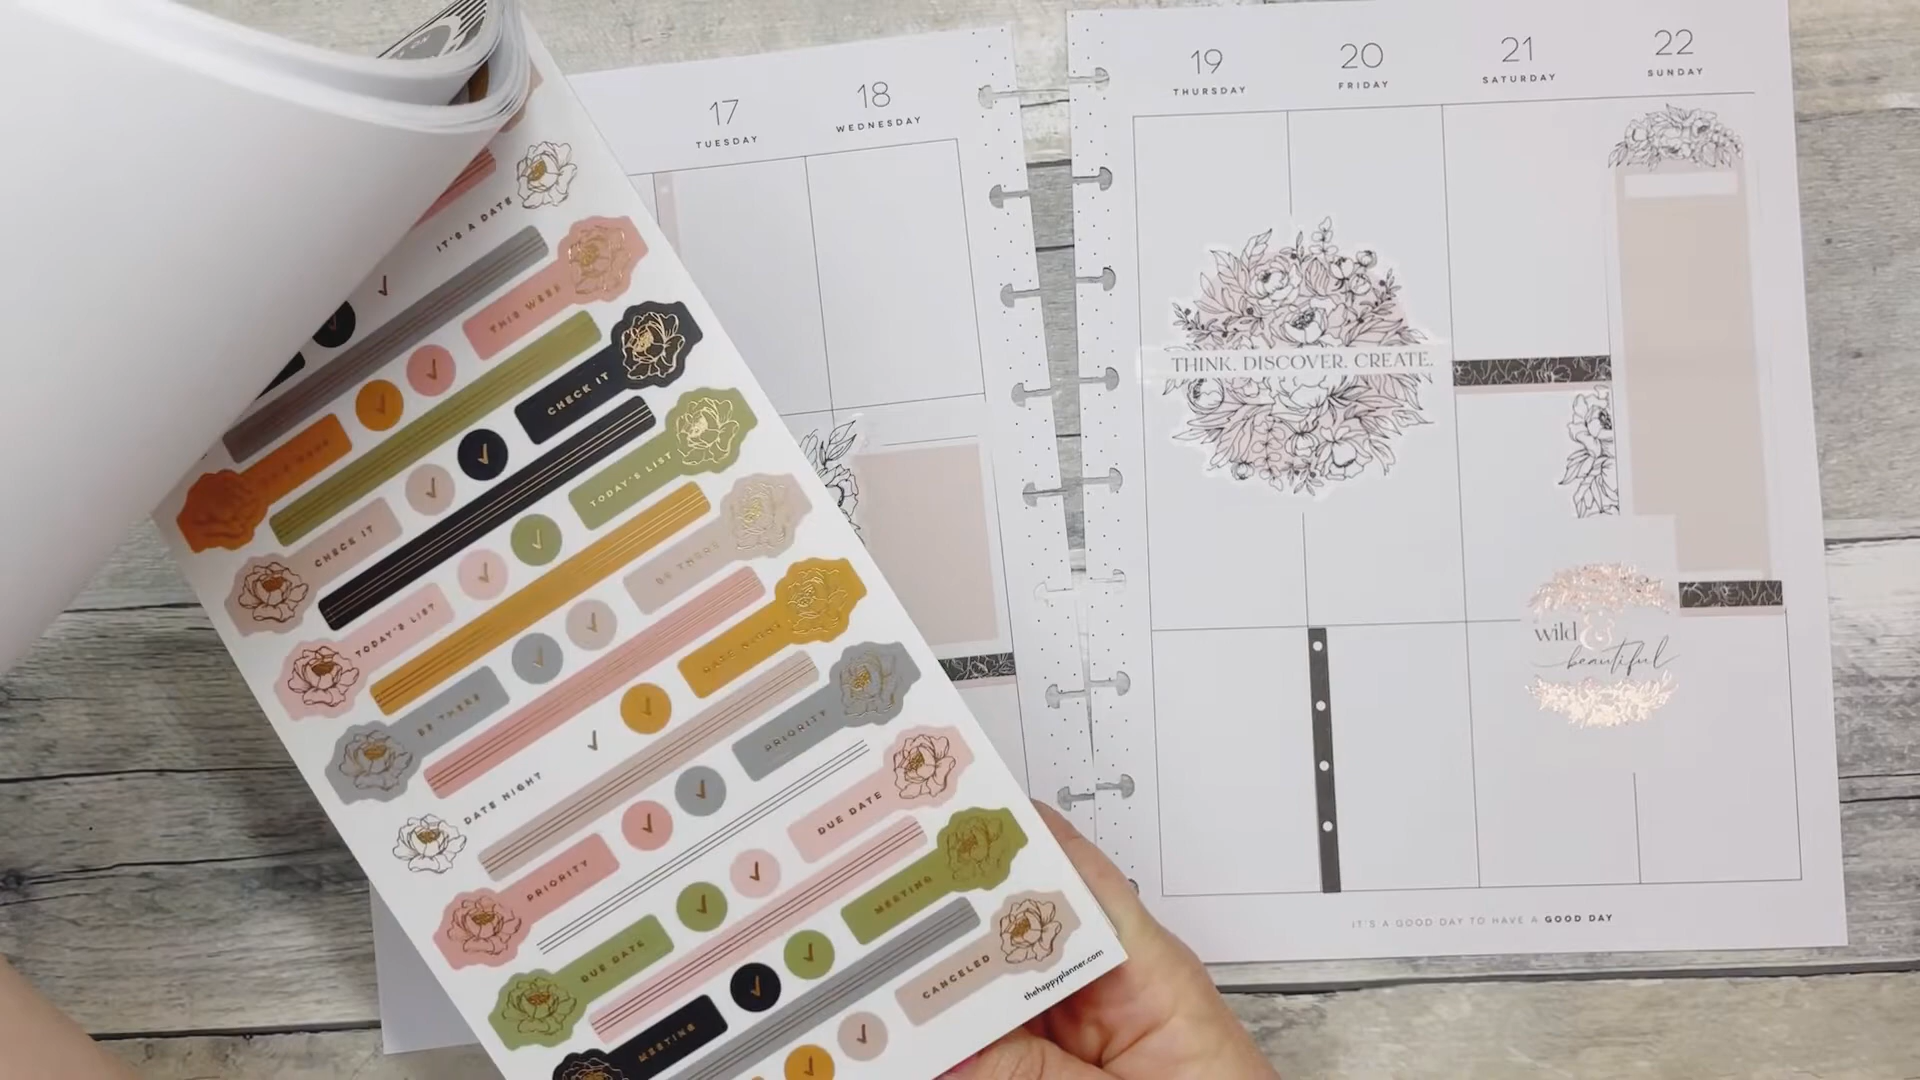 17
TUESDAY
18
WEDNESDAY
19
THURSDAY
20
FRIDAY
21
SATURDAY
22
SUNDAY
IT'S A DATE
THIS WEEK
CHECK IT
CHECK IT
TODAY'S LIST
TODAY'S LIST
BE THERE
BE THERE
DATE NIGHT
DATE NIGHT
PRIORITY
PRIORITY
DUE DATE
DUE DATE
MEETING
MEETING
CANCELED
thehappyplanner.com
THINK. DISCOVER. CREATE.
wild &
beautiful
IT'S A GOOD DAY TO HAVE A GOOD DAY